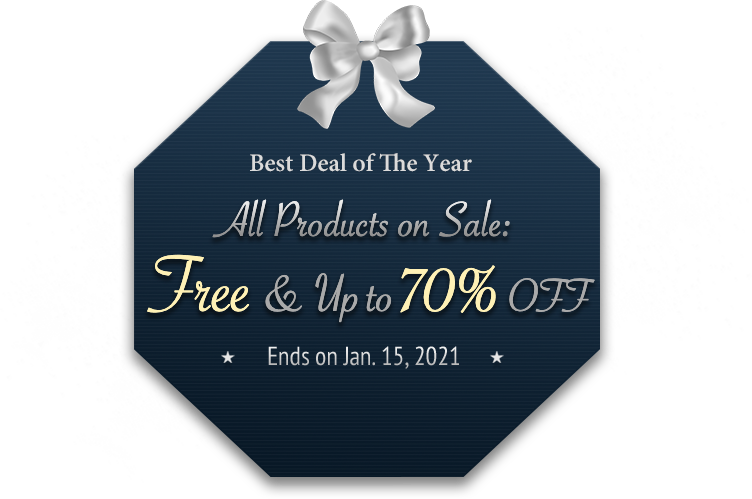 Best Deal of The Year
All Products on Sale:
Free & Up to 70% OFF
★ Ends on Jan. 15, 2021 ★